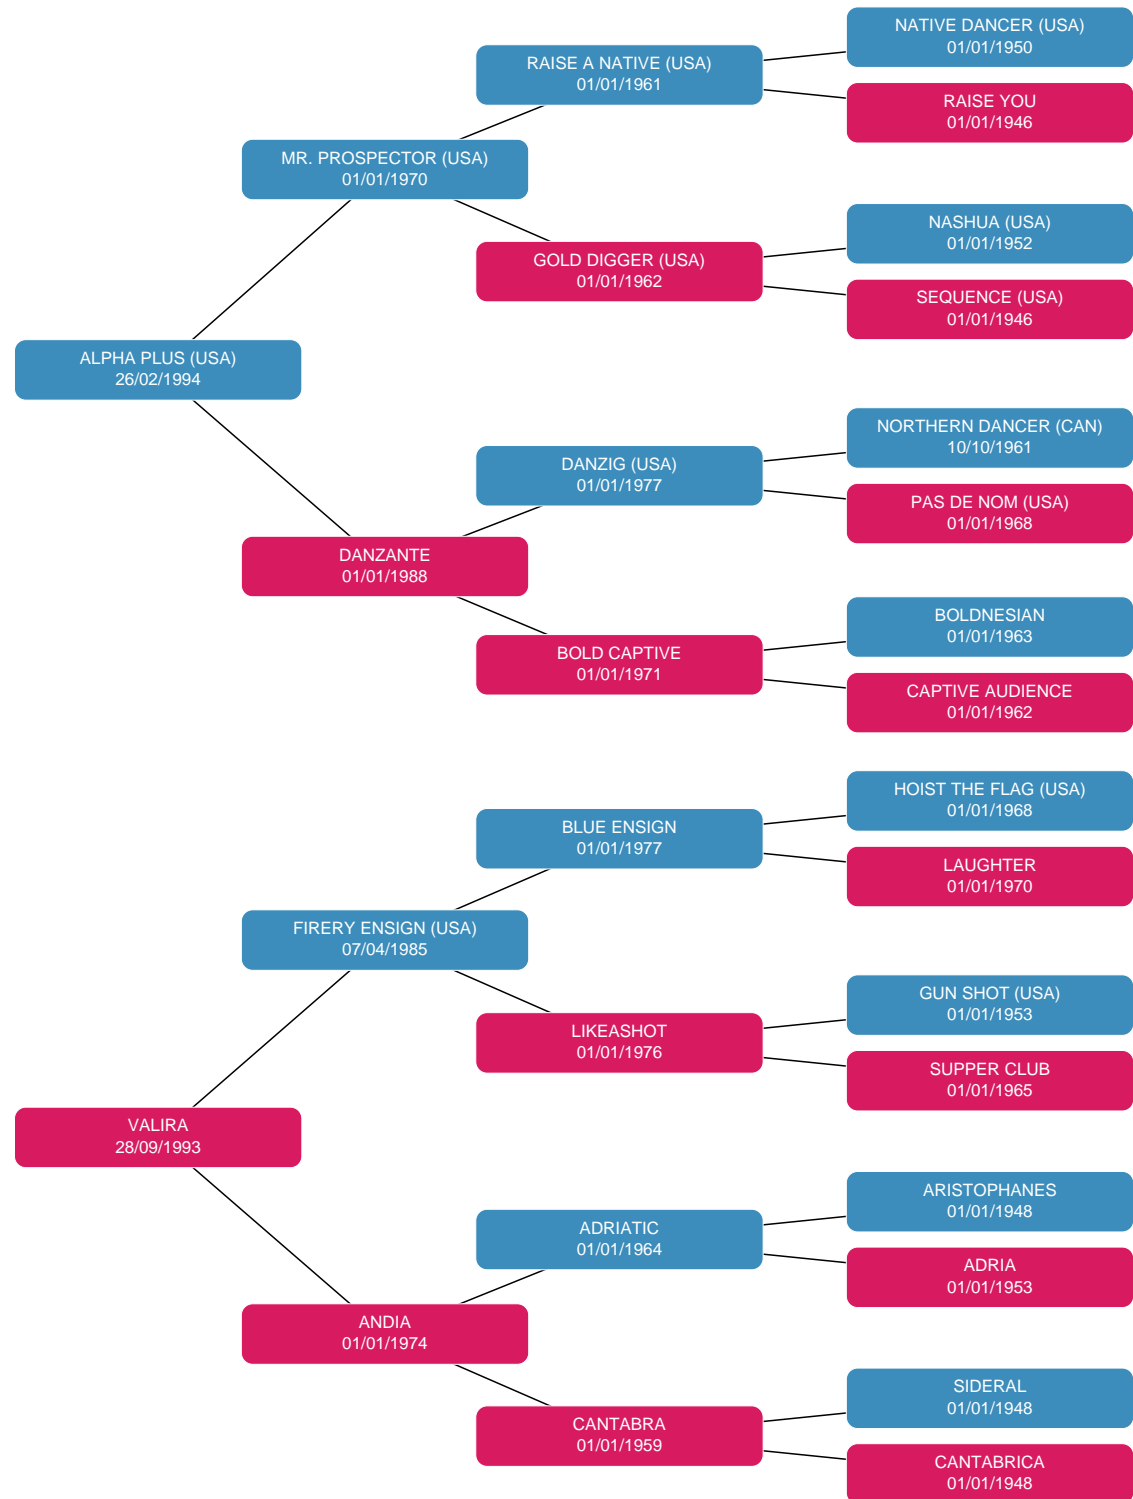 NATIVE DANCER (USA)
01/01/1950
RAISE A NATIVE (USA)
01/01/1961
RAISE YOU
01/01/1946
MR. PROSPECTOR (USA)
01/01/1970
NASHUA (USA)
01/01/1952
GOLD DIGGER (USA)
01/01/1962
SEQUENCE (USA)
01/01/1946
ALPHA PLUS (USA)
26/02/1994
NORTHERN DANCER (CAN)
10/10/1961
DANZIG (USA)
01/01/1977
PAS DE NOM (USA)
01/01/1968
DANZANTE
01/01/1988
BOLDNESIAN
01/01/1963
BOLD CAPTIVE
01/01/1971
CAPTIVE AUDIENCE
01/01/1962
HOIST THE FLAG (USA)
01/01/1968
BLUE ENSIGN
01/01/1977
LAUGHTER
01/01/1970
FIRERY ENSIGN (USA)
07/04/1985
GUN SHOT (USA)
01/01/1953
LIKEASHOT
01/01/1976
SUPPER CLUB
01/01/1965
VALIRA
28/09/1993
ARISTOPHANES
01/01/1948
ADRIATIC
01/01/1964
ADRIA
01/01/1953
ANDIA
01/01/1974
SIDERAL
01/01/1948
CANTABRA
01/01/1959
CANTABRICA
01/01/1948